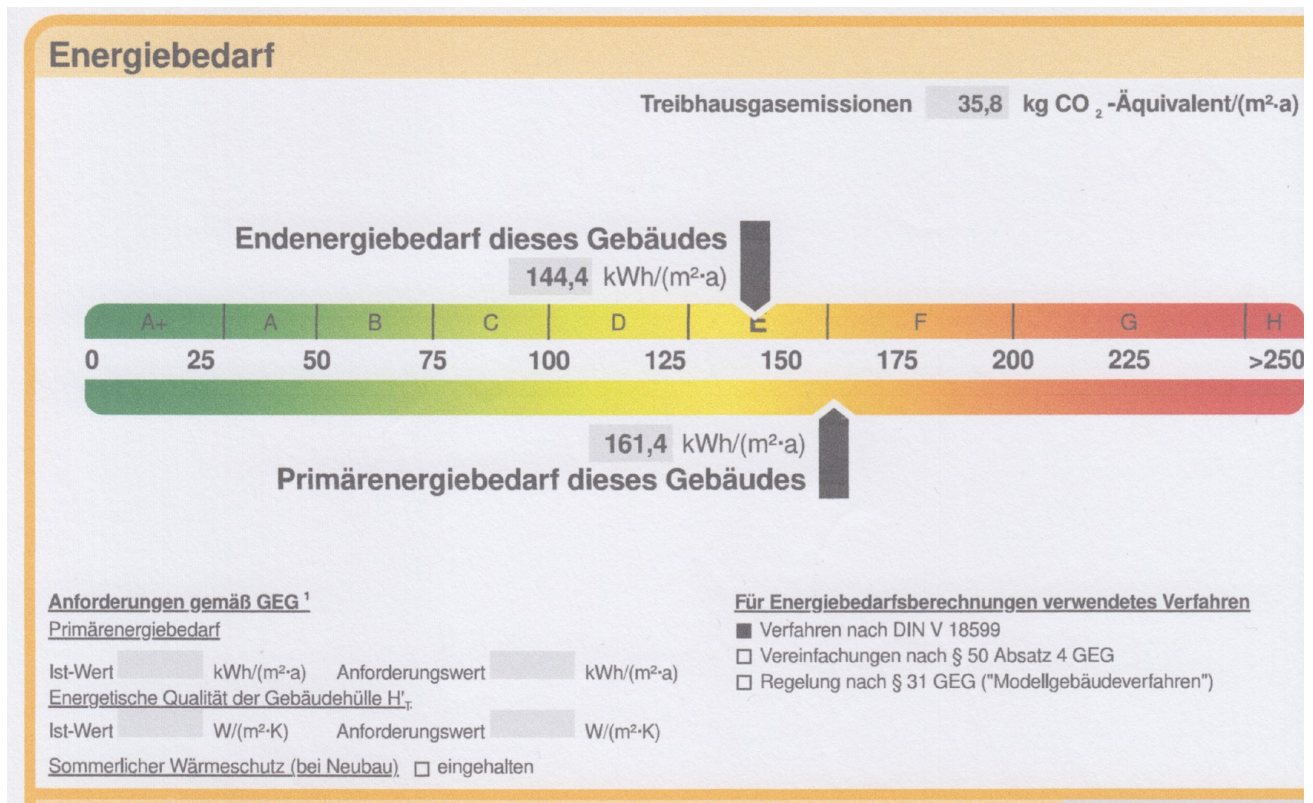 Energiebedarf
Treibhausgasemissionen 35,8 kg CO₂-Äquivalent/(m²·a)
Endenergiebedarf dieses Gebäudes
144,4 kWh/(m²·a)
A+ A B C D E F G H
0 25 50 75 100 125 150 175 200 225 >250
161,4 kWh/(m²·a)
Primärenergiebedarf dieses Gebäudes
Anforderungen gemäß GEG ¹
Primärenergiebedarf
Ist-Wert kWh/(m²·a) Anforderungswert kWh/(m²·a)
Energetische Qualität der Gebäudehülle H'T
Ist-Wert W/(m²·K) Anforderungswert W/(m²·K)
Sommerlicher Wärmeschutz (bei Neubau) ☐ eingehalten
Für Energiebedarfsberechnungen verwendetes Verfahren
■ Verfahren nach DIN V 18599
☐ Vereinfachungen nach § 50 Absatz 4 GEG
☐ Regelung nach § 31 GEG ("Modellgebäudeverfahren")